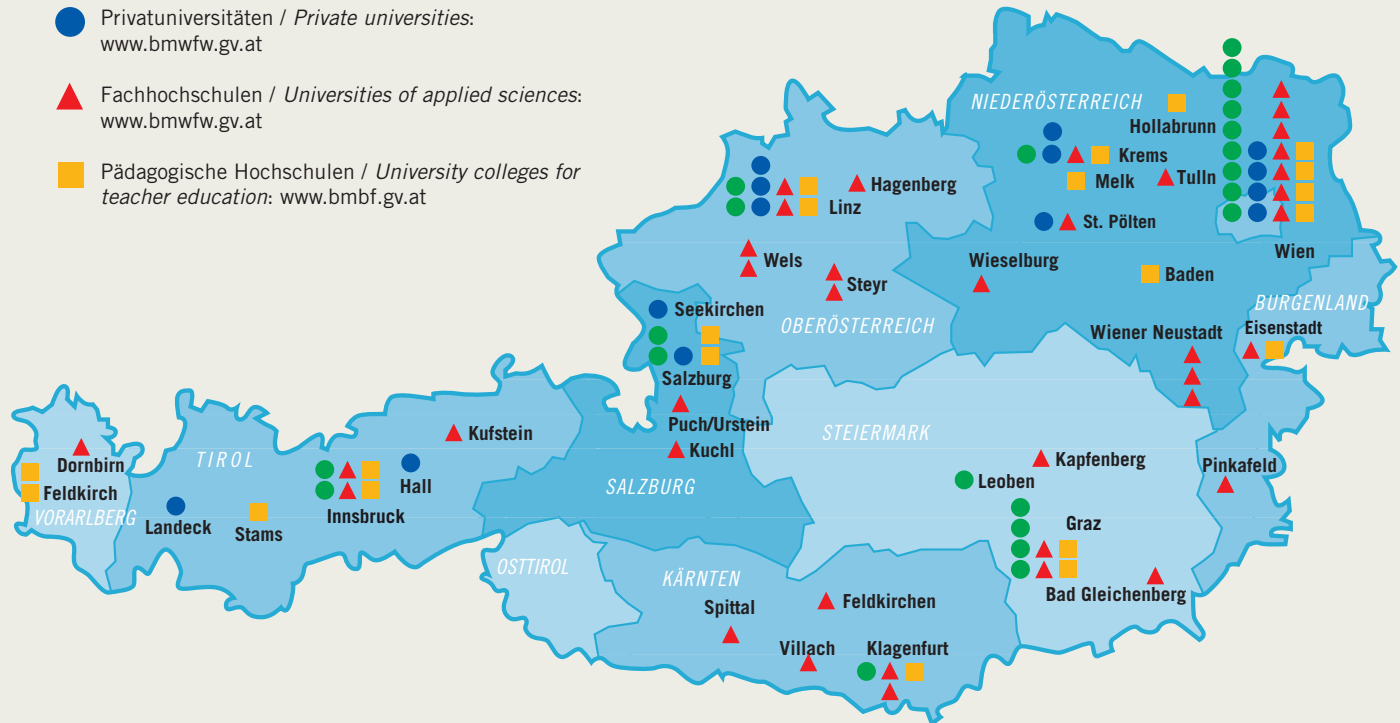 Privatuniversitäten / Private universities:
www.bmwfw.gv.at
Fachhochschulen / Universities of applied sciences:
www.bmwfw.gv.at
Pädagogische Hochschulen / University colleges for
teacher education: www.bmbf.gv.at
NIEDERÖSTERREICH
Hollabrunn
Krems
Melk
Tulln
Hagenberg
Linz
St. Pölten
Wien
Wels
Wieselburg
Steyr
Baden
Seekirchen
OBERÖSTERREICH
BURGENLAND
Wiener Neustadt
Eisenstadt
Salzburg
Puch/Urstein
Kuchl
STEIERMARK
Kufstein
TIROL
Dornbirn
Feldkirch
VORARLBERG
Hall
Innsbruck
Landeck
Stams
SALZBURG
Kapfenberg
Leoben
Pinkafeld
Graz
Bad Gleichenberg
OSTTIROL
KÄRNTEN
Feldkirchen
Spittal
Villach
Klagenfurt